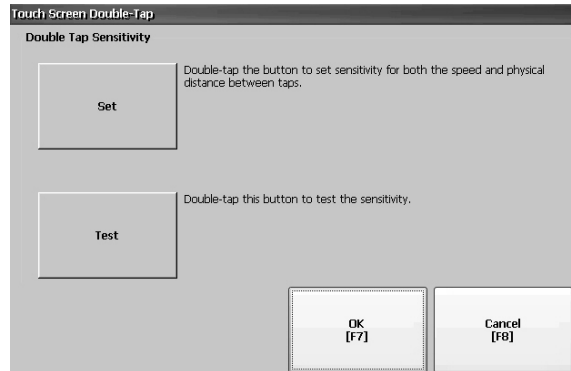 Touch Screen Double-Tap
Double Tap Sensitivity
Set
Double-tap the button to set sensitivity for both the speed and physical
distance between taps.
Test
Double-tap this button to test the sensitivity.
OK
[F7]
Cancel
[F8]